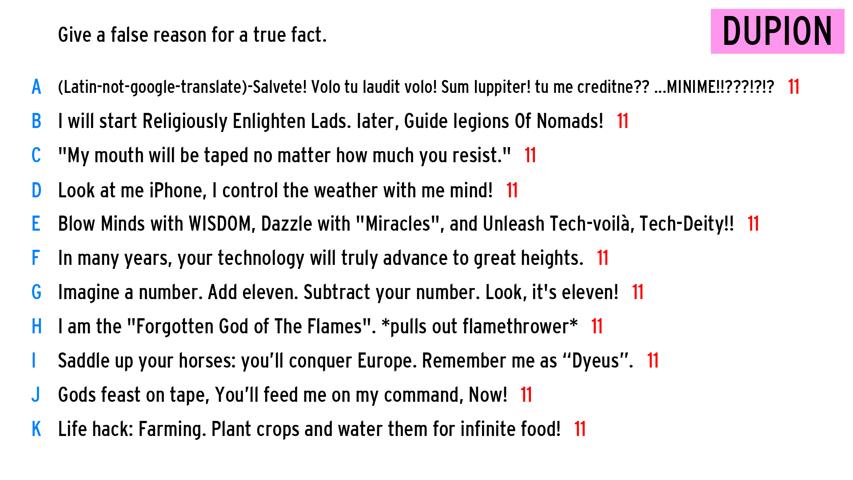 Give a false reason for a true fact.
DUPION
A (Latin-not-google-translate)-Salvete! Volo tu laudit volo! Sum Iuppiter! tu me creditne?? ...MINIME!!???!?!? 11
B I will start Religiously Enlighten Lads. later, Guide legions Of Nomads! 11
C "My mouth will be taped no matter how much you resist." 11
D Look at me iPhone, I control the weather with me mind! 11
E Blow Minds with WISDOM, Dazzle with "Miracles", and Unleash Tech-voilà, Tech-Deity!! 11
F In many years, your technology will truly advance to great heights. 11
G Imagine a number. Add eleven. Subtract your number. Look, it's eleven! 11
H I am the "Forgotten God of The Flames". *pulls out flamethrower* 11
I Saddle up your horses: you’ll conquer Europe. Remember me as “Dyeus”. 11
J Gods feast on tape, You’ll feed me on my command, Now! 11
K Life hack: Farming. Plant crops and water them for infinite food! 11